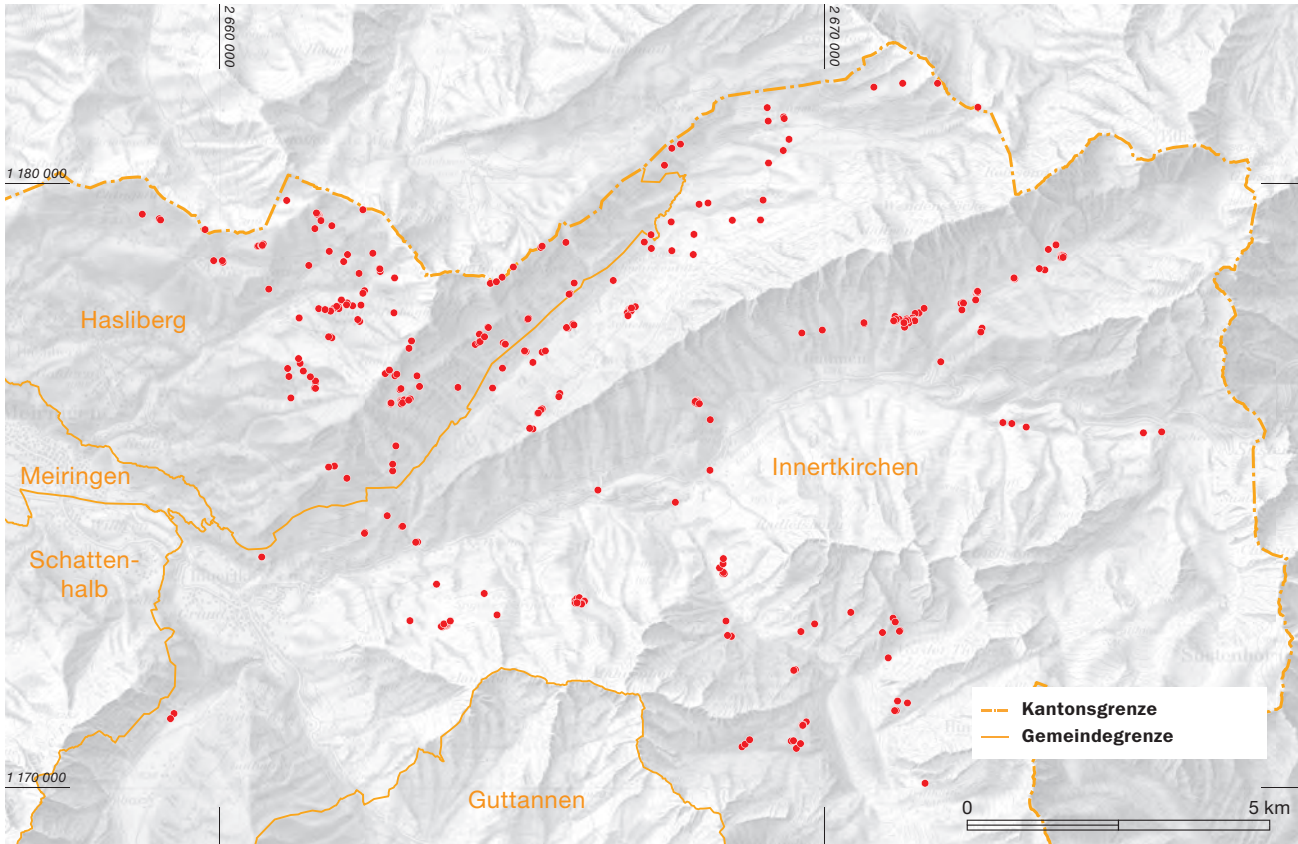 2 660 000
2 670 000
1 180 000
Hasliberg
Meiringen
Innertkirchen
Schatten-
halb
Kantonsgrenze
Gemeindegrenze
1 170 000
Guttannen
0 5 km